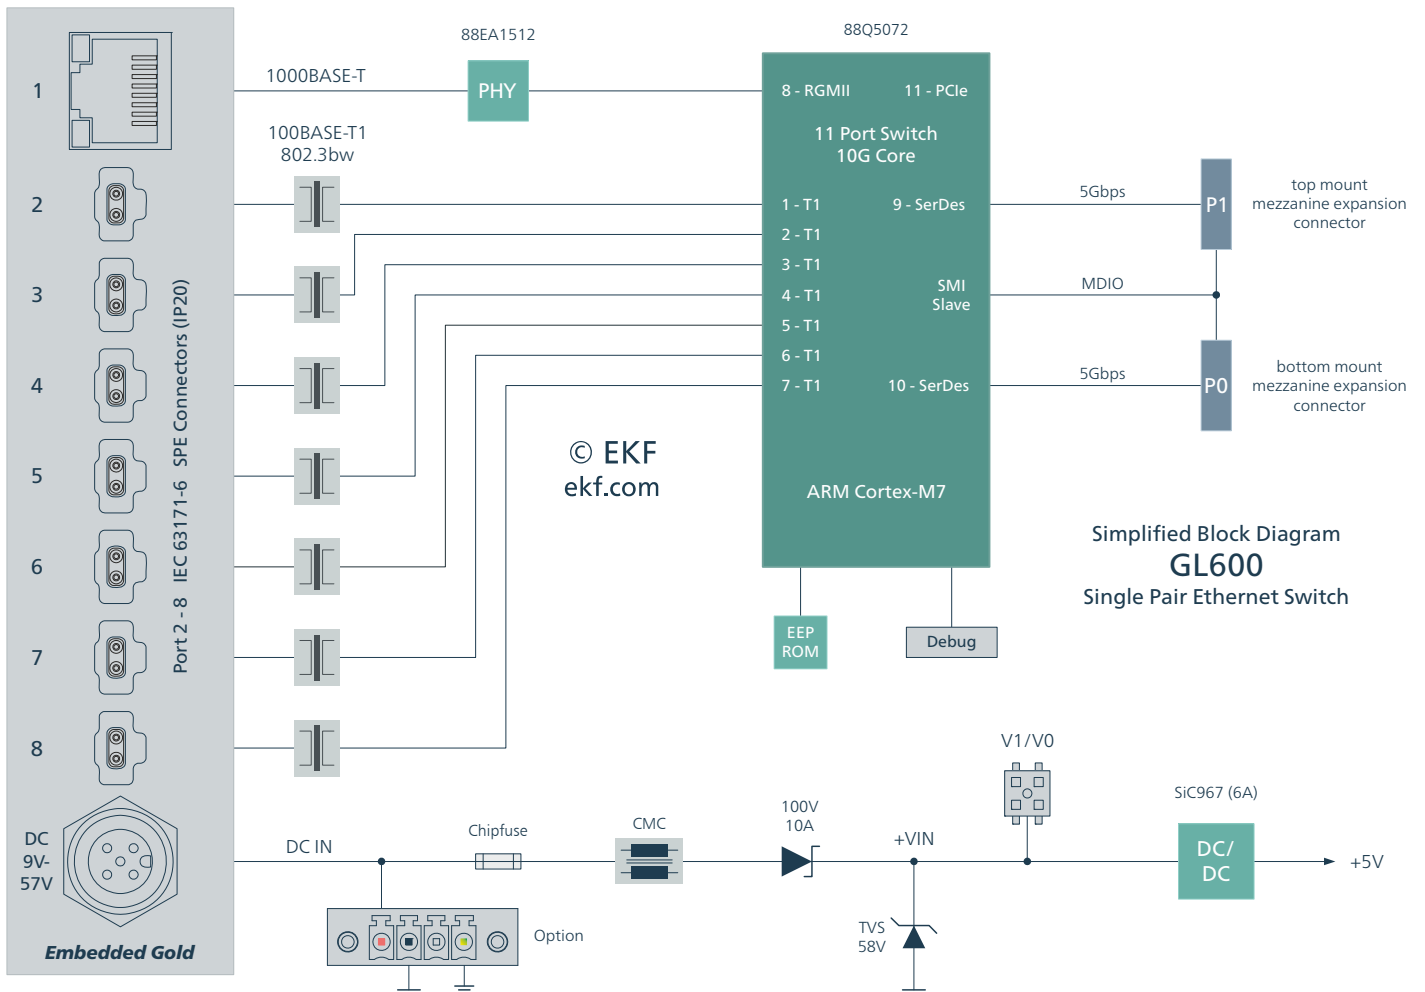 88EA1512
88Q5072
1
1000BASE-T
PHY
8 - RGMII
11 - PCIe
11 Port Switch
10G Core
100BASE-T1
802.3bw
2
1 - T1
9 - SerDes
5Gbps
P1
top mount
mezzanine expansion
connector
2 - T1
3 - T1
3
4 - T1
SMI
Slave
MDIO
5 - T1
6 - T1
4
7 - T1
10 - SerDes
5Gbps
P0
bottom mount
mezzanine expansion
connector
Port 2 - 8 IEC 63171-6 SPE Connectors (IP20)
© EKF
ekf.com
5
ARM Cortex-M7
Simplified Block Diagram
GL600
Single Pair Ethernet Switch
6
EEP
ROM
Debug
7
8
V1/V0
DC
9V-
57V
DC IN
Chipfuse
CMC
100V
10A
+VIN
SiC967 (6A)
DC/
DC
+5V
Option
TVS
58V
Embedded Gold